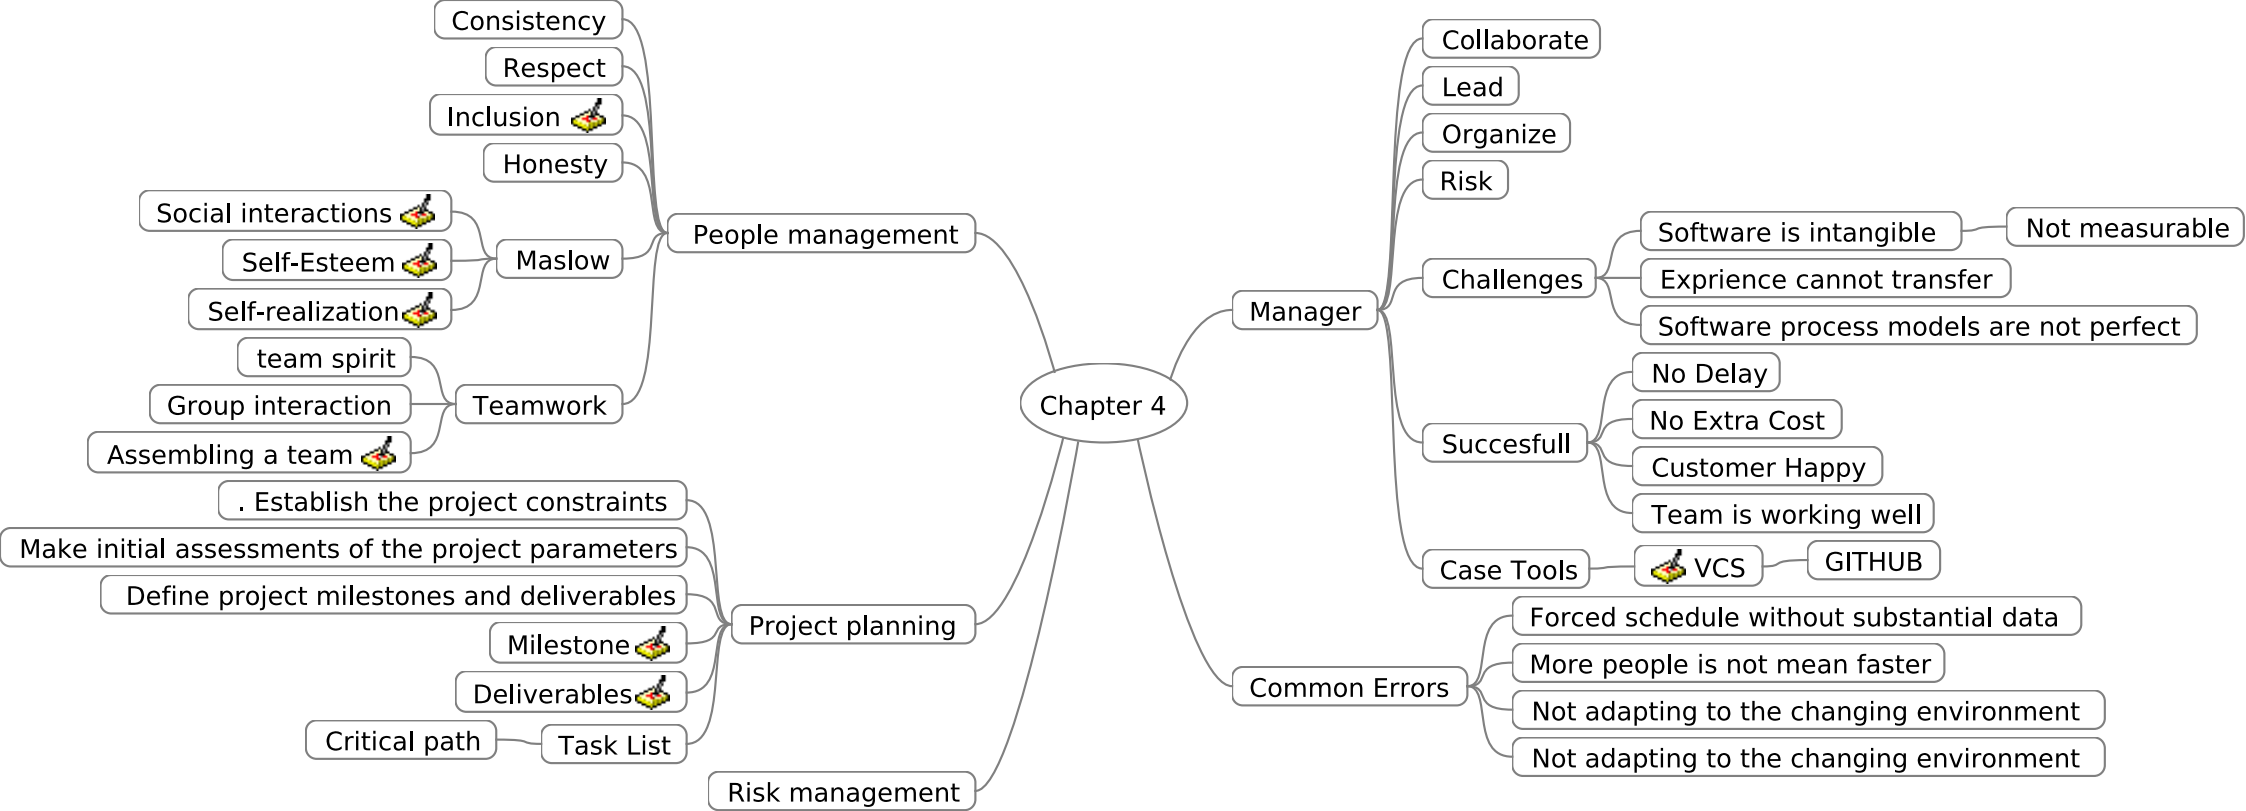 Chapter 4
People management
Consistency
Respect
Inclusion
Honesty
Maslow
Social interactions
Self-Esteem
Self-realization
Teamwork
team spirit
Group interaction
Assembling a team
Project planning
. Establish the project constraints
Make initial assessments of the project parameters
Define project milestones and deliverables
Milestone
Deliverables
Task List
Critical path
Risk management
Manager
Collaborate
Lead
Organize
Risk
Challenges
Software is intangible
Not measurable
Exprience cannot transfer
Software process models are not perfect
Succesfull
No Delay
No Extra Cost
Customer Happy
Team is working well
Case Tools
VCS
GITHUB
Common Errors
Forced schedule without substantial data
More people is not mean faster
Not adapting to the changing environment
Not adapting to the changing environment